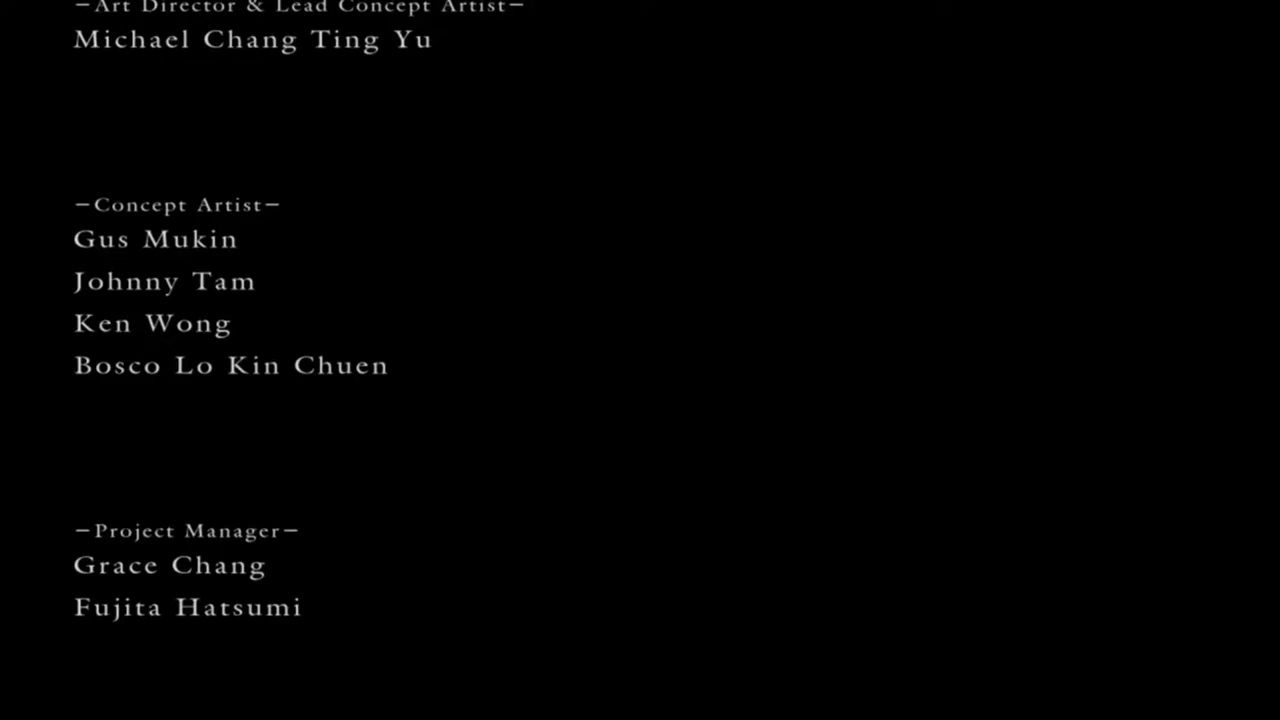 —Art Director & Lead Concept Artist—
Michael Chang Ting Yu
—Concept Artist—
Gus Mukin
Johnny Tam
Ken Wong
Bosco Lo Kin Chuen
—Project Manager—
Grace Chang
Fujita Hatsumi